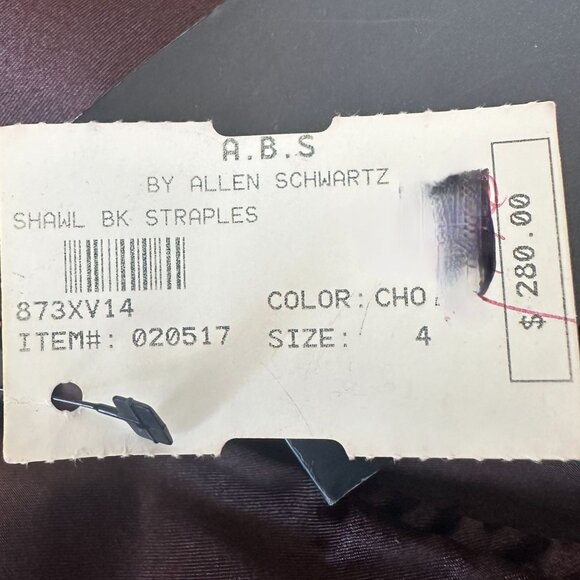 A.B.S
BY ALLEN SCHWARTZ
SHAWL BK STRAPLES
873XV14
COLOR: CHO
ITEM#: 020517
SIZE: 4
$ 280.00